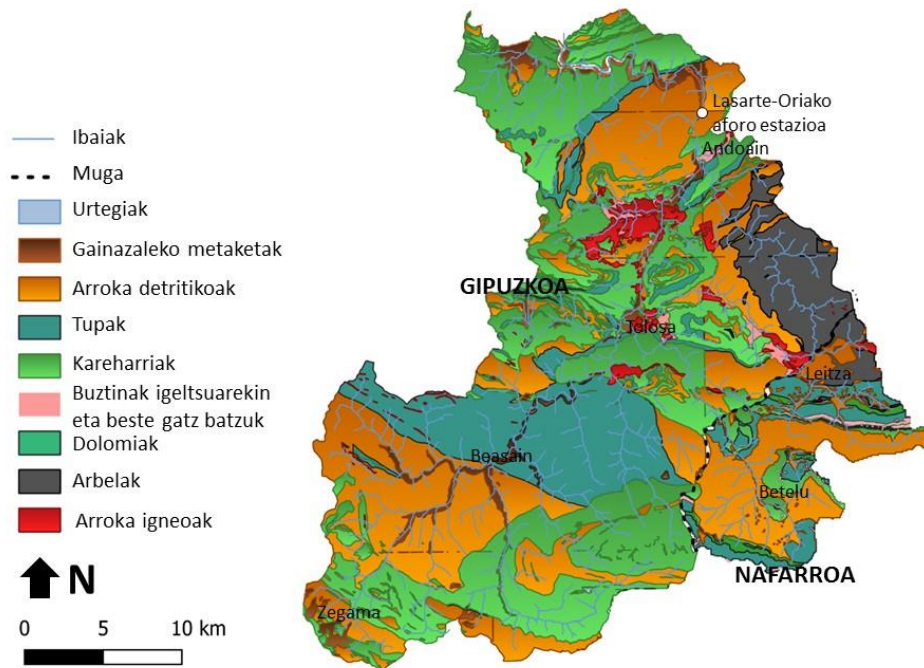 Ibaiak
Muga
Urtegiak
Gainazaleko metaketak
Arroka detritikoak
Tupak
Kareharriak
Buztinak igeltsuarekin
eta beste gatz batzuk
Dolomiak
Arbelak
Arroka igneoak
N
0 5 10 km
Lasarte-Oriako
aforo estazioa
Andoain
GIPUZKOA
Tolosa
Leitza
Beasain
Betelu
NAFARROA
Zegama